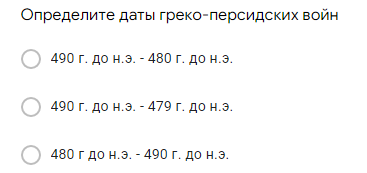 Определите даты греко-персидских войн
490 г. до н.э. - 480 г. до н.э.
490 г. до н.э. - 479 г. до н.э.
480 г до н.э. - 490 г. до н.э.